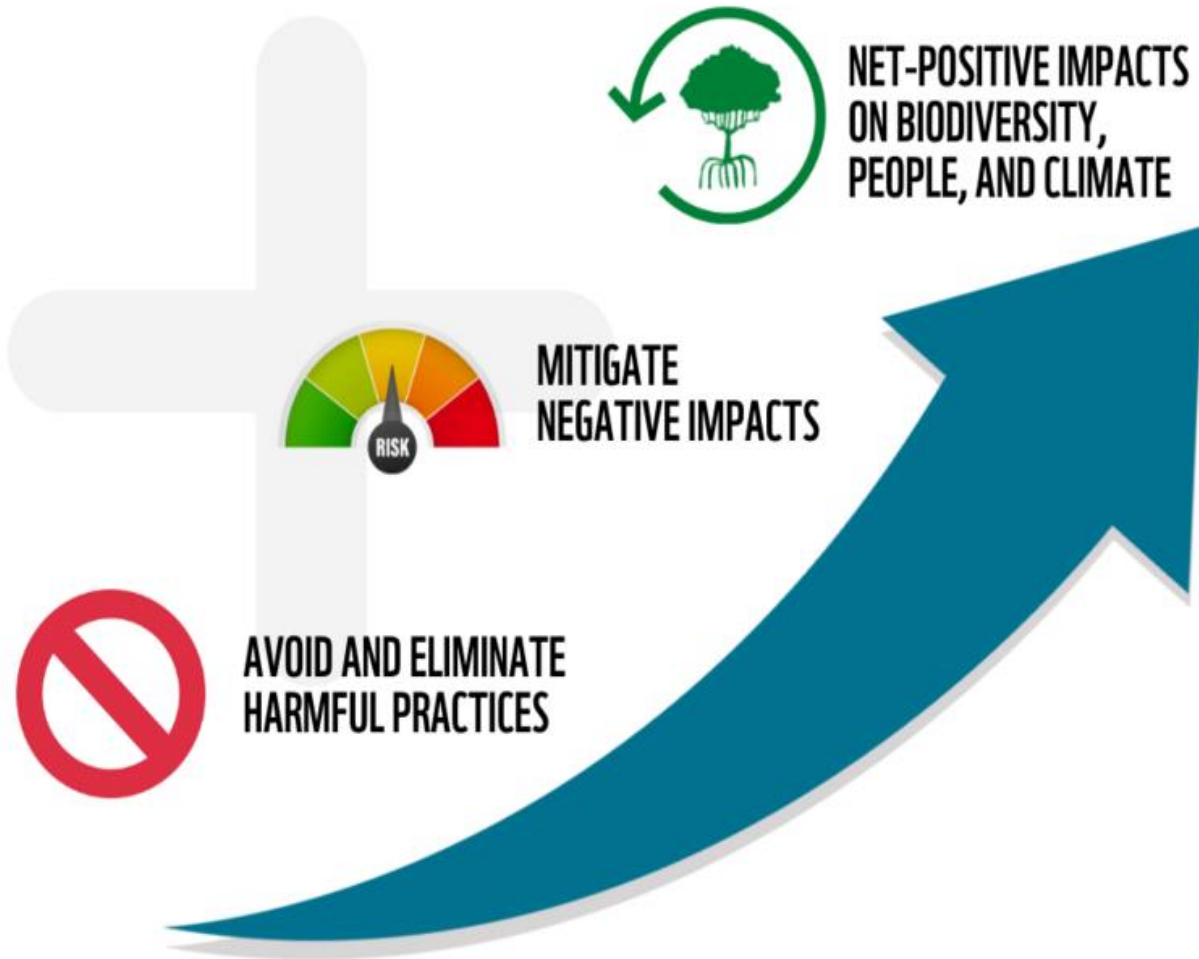 NET-POSITIVE IMPACTS
ON BIODIVERSITY,
PEOPLE, AND CLIMATE
MITIGATE
NEGATIVE IMPACTS
RISK
AVOID AND ELIMINATE
HARMFUL PRACTICES